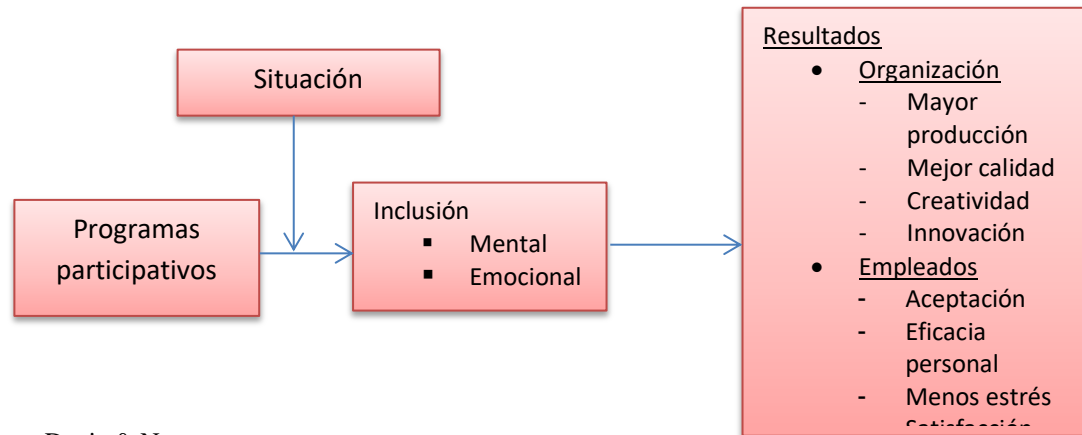 Situación
Programas
participativos
Inclusión
▪ Mental
▪ Emocional
Resultados
• Organización
- Mayor
producción
- Mejor calidad
- Creatividad
- Innovación
• Empleados
- Aceptación
- Eficacia
personal
- Menos estrés
Satisfacción